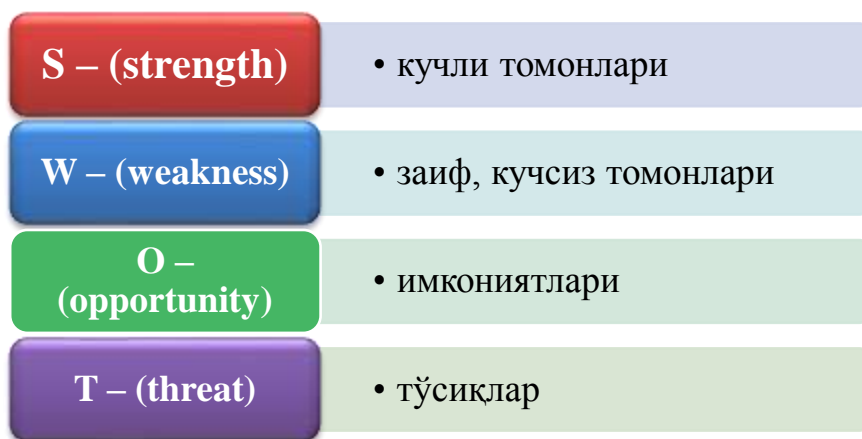 S – (strength)
• кучли томонлари
W – (weakness)
• заиф, кучсиз томонлари
O –
(opportunity)
• имкониятлари
T – (threat)
• тўсиқлар